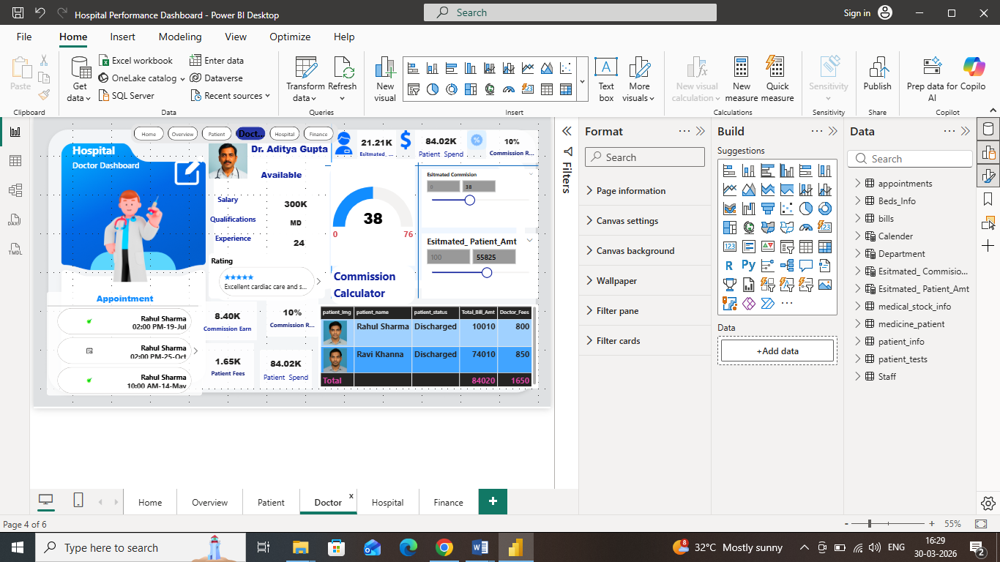 Hospital Performance Dashboard - Power BI Desktop
Search
Sign in
File
Home
Insert
Modeling
View
Optimize
Help
Paste
Clipboard
Get data
Excel workbook
OneLake catalog
SQL Server
Enter data
Dataverse
Recent sources
Data
Transform data
Refresh
Queries
New visual
Text box
More visuals
Insert
New visual calculation
New measure
Quick measure
Calculations
Sensitivity
Sensitivity
Publish
Share
Prep data for AI
Copilo
Copilot
Home
Overview
Patient
Doct...
Hospital
Finance
Hospital
Doctor Dashboard
Appointment
Rahul Sharma
02:00 PM-19-Jul
Rahul Sharma
02:00 PM-25-Oct
Rahul Sharma
10:00 AM-14-May
Dr. Aditya Gupta
Available
Salary
300K
Qualifications
MD
Experience
24
Rating
★★★★★
Excellent cardiac care and s...
8.40K
Commission Earn
10%
Commission R...
1.65K
Patient Fees
84.02K
Patient Spend
21.21K
Esitmated_ ...
84.02K
Patient Spend
%
10%
Commission R...
38
0
76
Commission
Calculator
Esitmated Commision
0
38
Esitmated_ Patient_Amt
100
55825
patient_Img patient_name patient_status Total_Bill_Amt Doctor_Fees
Rahul Sharma Discharged 10010 800
Ravi Khanna Discharged 74010 850
Total 84020 1650
Filters
Format
Search
Page information
Canvas settings
Canvas background
Wallpaper
Filter pane
Filter cards
Build
Suggestions
Data
+Add data
Data
Search
appointments
Beds_Info
bills
Calender
Department
Esitmated_ Commisio...
Esitmated_ Patient_Amt
medical_stock_info
medicine_patient
patient_info
patient_tests
Staff
DAX
TMDL
Home
Overview
Patient
Doctor
x
Hospital
Finance
+
Page 4 of 6
- + 55%
Type here to search
32°C Mostly sunny
ENG
16:29
30-03-2026
2